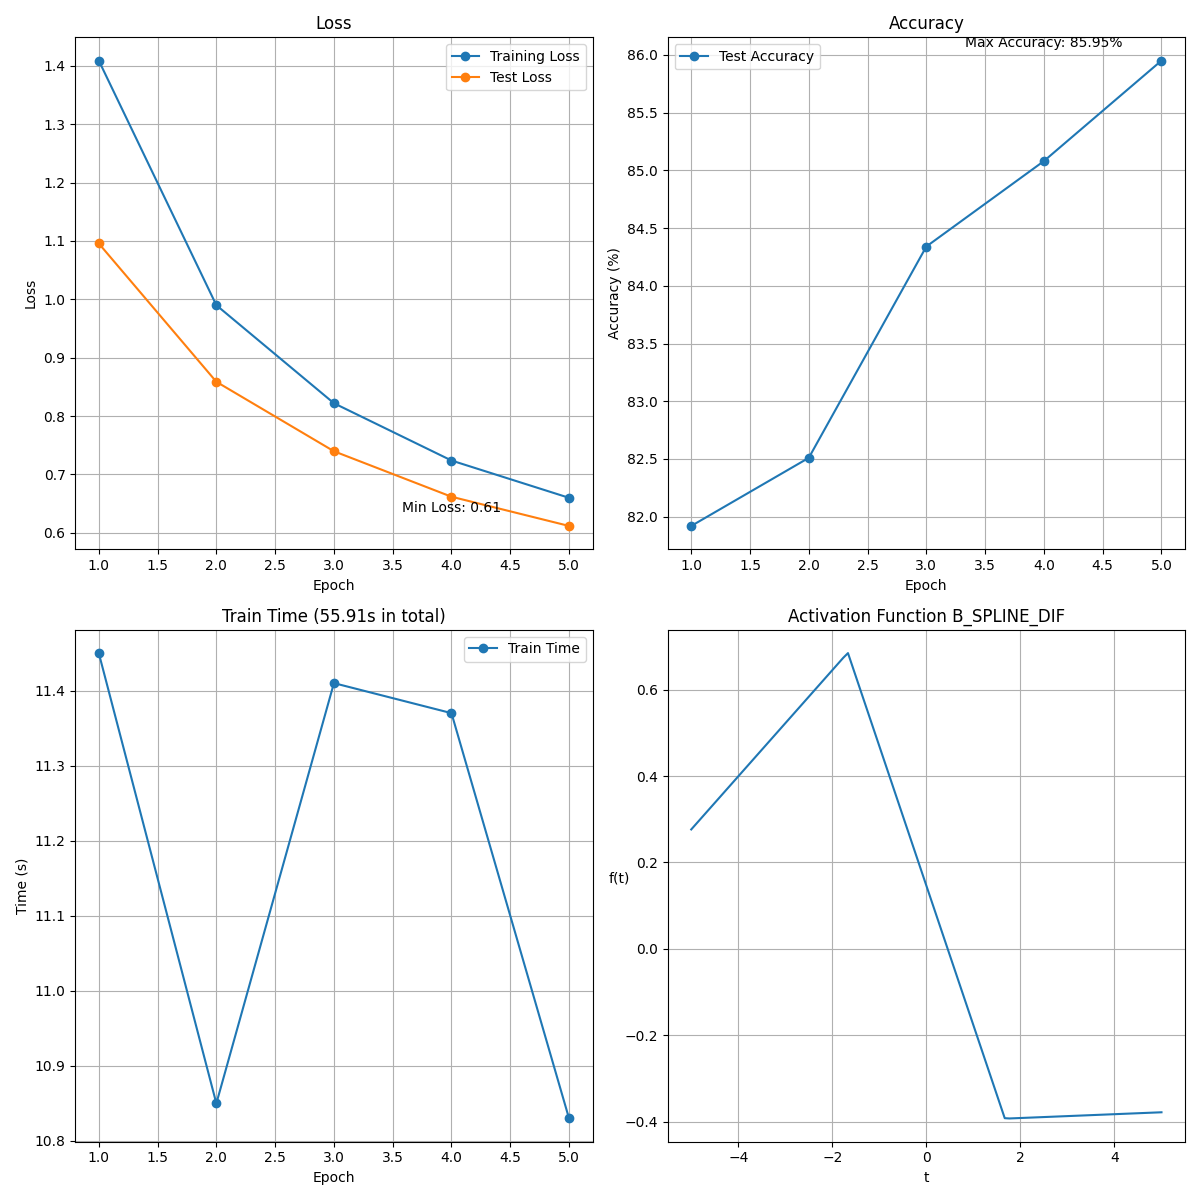 Loss
Training Loss
Test Loss
1.4
1.3
1.2
1.1
1.0
0.9
0.8
0.7
0.6
Loss
Min Loss: 0.61
1.0 1.5 2.0 2.5 3.0 3.5 4.0 4.5 5.0
Epoch
Accuracy
Max Accuracy: 85.95%
Test Accuracy
86.0
85.5
85.0
84.5
84.0
83.5
83.0
82.5
82.0
Accuracy (%)
1.0 1.5 2.0 2.5 3.0 3.5 4.0 4.5 5.0
Epoch
Train Time (55.91s in total)
Train Time
11.4
11.3
11.2
11.1
11.0
10.9
10.8
Time (s)
1.0 1.5 2.0 2.5 3.0 3.5 4.0 4.5 5.0
Epoch
Activation Function B_SPLINE_DIF
0.6
0.4
0.2
0.0
−0.2
−0.4
f(t)
−4 −2 0 2 4
t